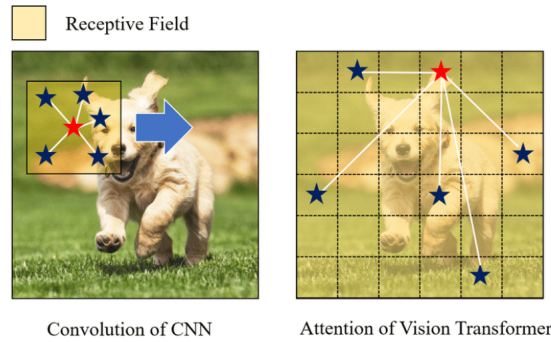 Receptive Field
Convolution of CNN
Attention of Vision Transformer